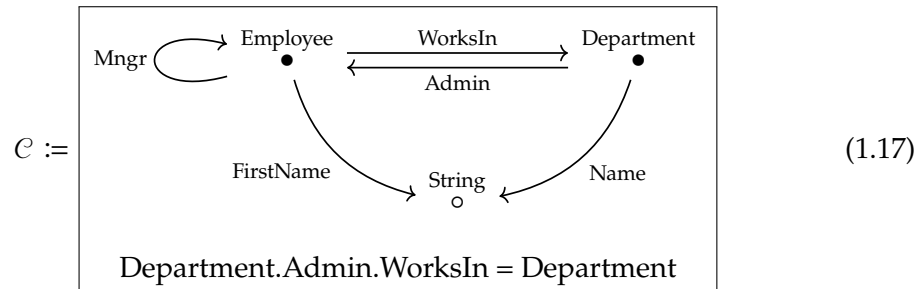 Employee WorksIn Department
Mngr
Admin
𝒞 := (1.17)
FirstName String Name
Department.Admin.WorksIn = Department